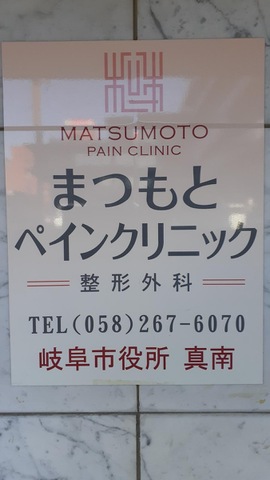 MATSUMOTO
PAIN CLINIC
まつもと
ペインクリニック
整形外科
TEL(058)267-6070
岐阜市役所 真南